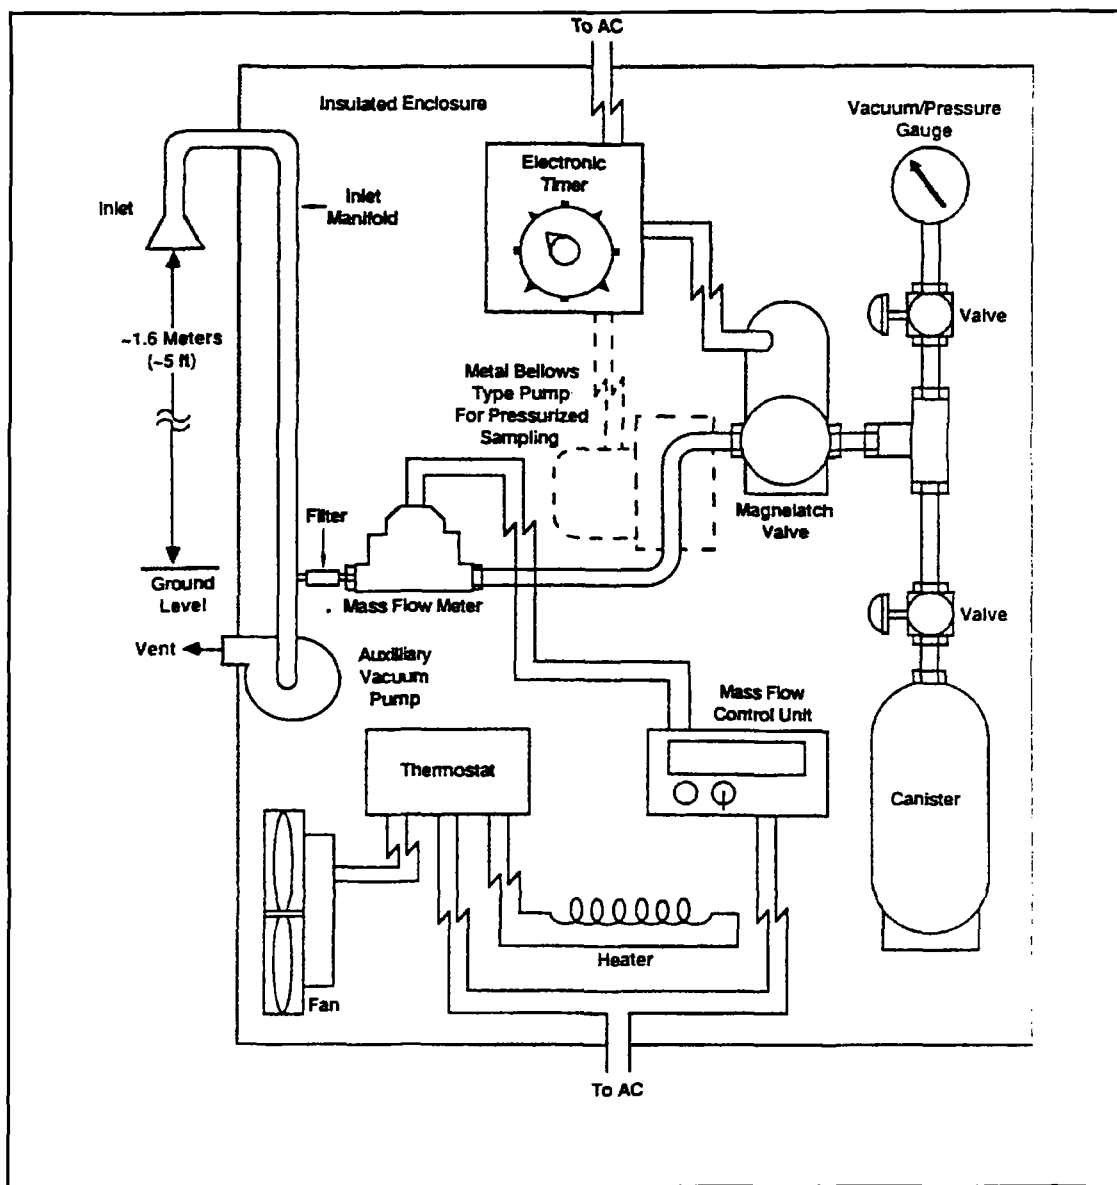 To AC
Insulated Enclosure
Vacuum/Pressure
Gauge
Electronic
Timer
Inlet
Inlet
Manifold
Valve
~1.6 Meters
(~5 ft)
Metal Bellows
Type Pump
For Pressurized
Sampling
Magnelatch
Valve
Filter
Ground
Level
Mass Flow Meter
Valve
Vent
Auxiliary
Vacuum
Pump
Mass Flow
Control Unit
Thermostat
Canister
Heater
Fan
To AC